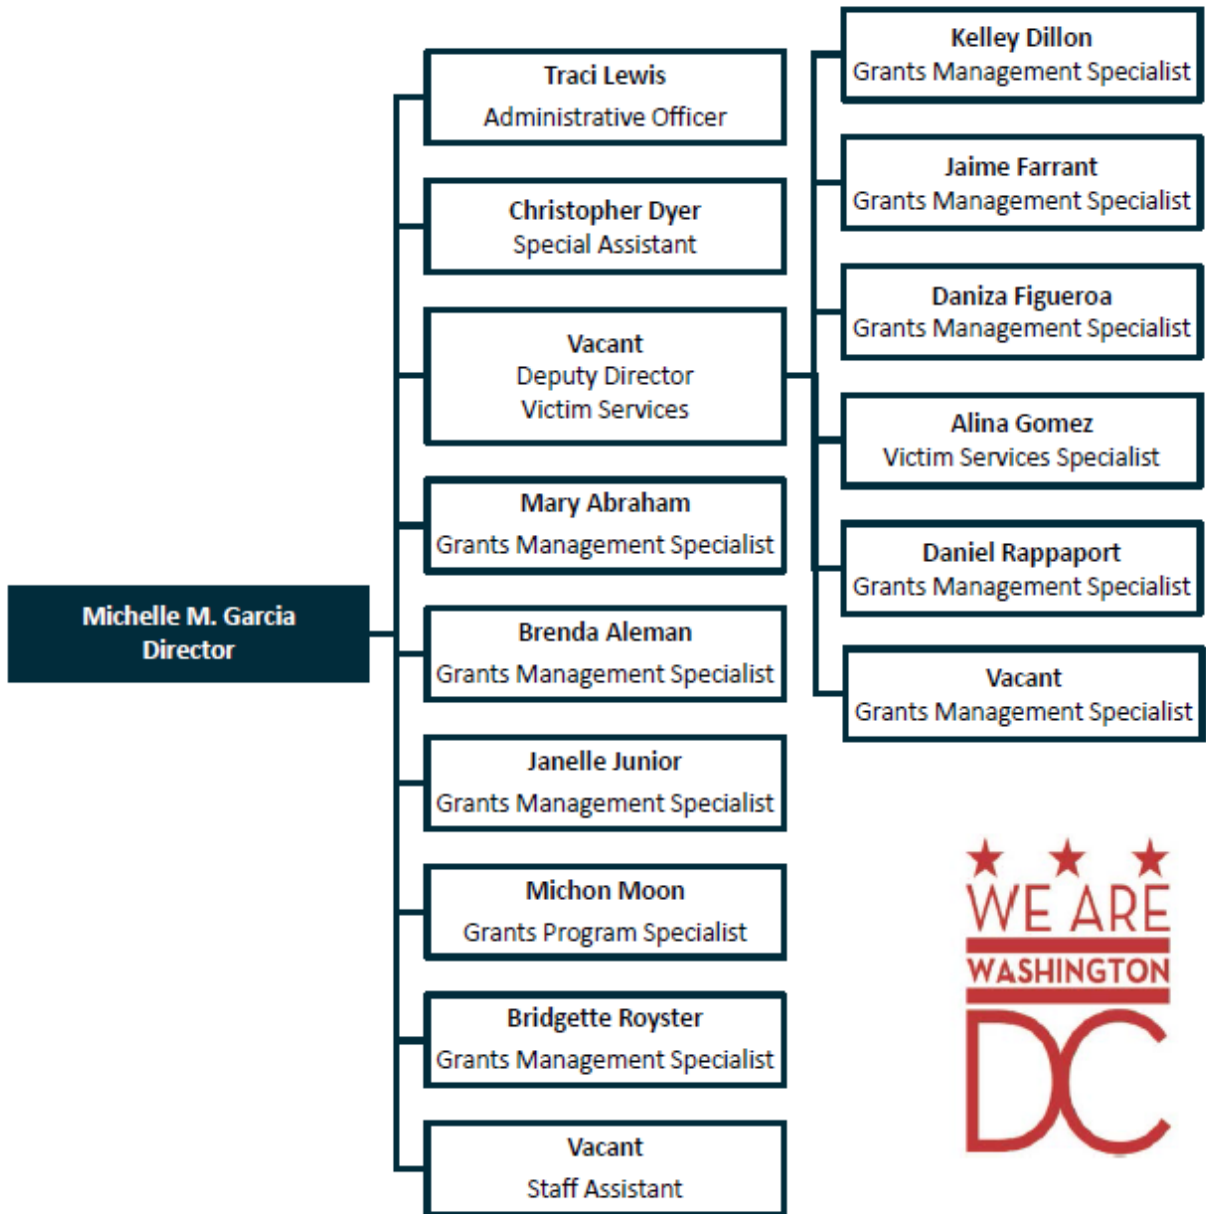 Michelle M. Garcia
Director
Traci Lewis
Administrative Officer
Christopher Dyer
Special Assistant
Vacant
Deputy Director
Victim Services
Mary Abraham
Grants Management Specialist
Brenda Aleman
Grants Management Specialist
Janelle Junior
Grants Management Specialist
Michon Moon
Grants Program Specialist
Bridgette Royster
Grants Management Specialist
Vacant
Staff Assistant
Kelley Dillon
Grants Management Specialist
Jaime Farrant
Grants Management Specialist
Daniza Figueroa
Grants Management Specialist
Alina Gomez
Victim Services Specialist
Daniel Rappaport
Grants Management Specialist
Vacant
Grants Management Specialist
WE ARE
WASHINGTON
DC